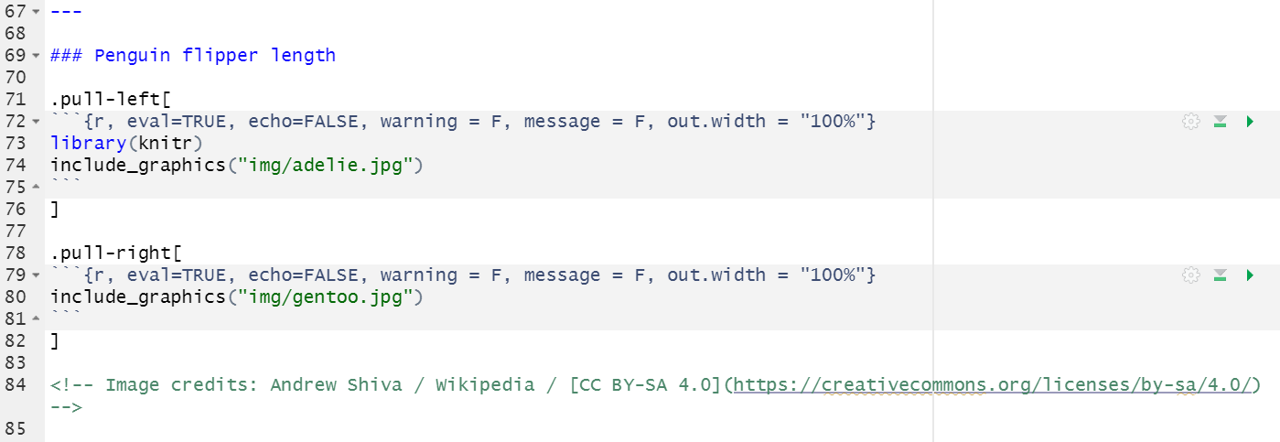 67 ---
68
69 ### Penguin flipper length
70
71 .pull-left[
72 ```{r, eval=TRUE, echo=FALSE, warning = F, message = F, out.width = "100%"}
73 library(knitr)
74 include_graphics("img/adelie.jpg")
75 ```
76 ]
77
78 .pull-right[
79 ```{r, eval=TRUE, echo=FALSE, warning = F, message = F, out.width = "100%"}
80 include_graphics("img/gentoo.jpg")
81 ```
82 ]
83
84 <!-- Image credits: Andrew Shiva / Wikipedia / [CC BY-SA 4.0](https://creativecommons.org/licenses/by-sa/4.0/)
-->
85